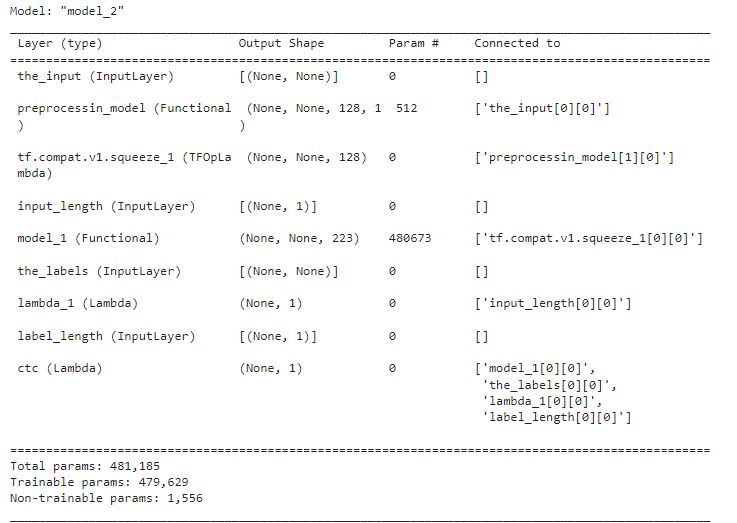 Model: "model_2"
__________________________________________________________________________________________________
 Layer (type)                   Output Shape         Param #     Connected to
==================================================================================================
 the_input (InputLayer)         [(None, None)]       0           []
 preprocessin_model (Functional  (None, None, 128, 1  512        ['the_input[0][0]']
 )                              )
 tf.compat.v1.squeeze_1 (TFOpLa  (None, None, 128)   0           ['preprocessin_model[1][0]']
 mbda)
 input_length (InputLayer)      [(None, 1)]          0           []
 model_1 (Functional)           (None, None, 223)    480673      ['tf.compat.v1.squeeze_1[0][0]']
 the_labels (InputLayer)        [(None, None)]       0           []
 lambda_1 (Lambda)              (None, 1)            0           ['input_length[0][0]']
 label_length (InputLayer)      [(None, 1)]          0           []
 ctc (Lambda)                   (None, 1)            0           ['model_1[0][0]',
                                                                  'the_labels[0][0]',
                                                                  'lambda_1[0][0]',
                                                                  'label_length[0][0]']
==================================================================================================
Total params: 481,185
Trainable params: 479,629
Non-trainable params: 1,556
__________________________________________________________________________________________________